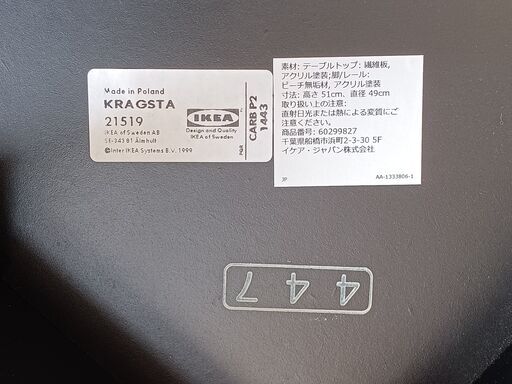 Made in Poland
KRAGSTA
21519
IKEA of Sweden AB
SE-343 81 Älmhult
©Inter IKEA Systems B.V. 1999
IKEA
Design and Quality
IKEA of Sweden
PQR
CARB P2
1443
素材: テーブルトップ: 繊維板,
アクリル塗装; 脚/レール:
ビーチ無垢材, アクリル塗装
寸法: 高さ 51cm、直径 49cm
取り扱い上の注意:
直射日光または熱による変質にご
注意ください。
商品番号: 60299827
千葉県船橋市浜町2-3-30 5F
イケア・ジャパン株式会社
JP
AA-1333806-1
447